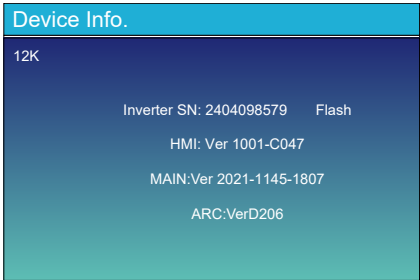 Device Info.
12K
Inverter SN: 2404098579 Flash
HMI: Ver 1001-C047
MAIN:Ver 2021-1145-1807
ARC:VerD206